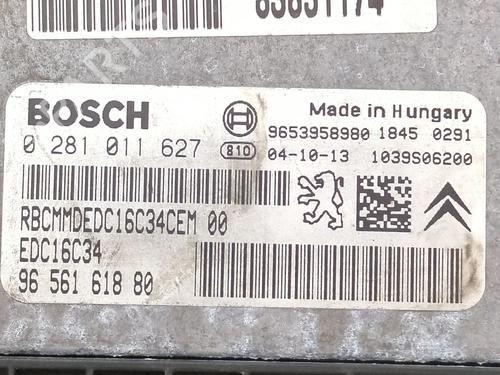 BOSCH
Made in Hungary
0 281 011 627
810
9653958980 1845 0291
04-10-13 1039S06200
RBCMMDEDC16C34CEM 00
EDC16C34
96 561 618 80